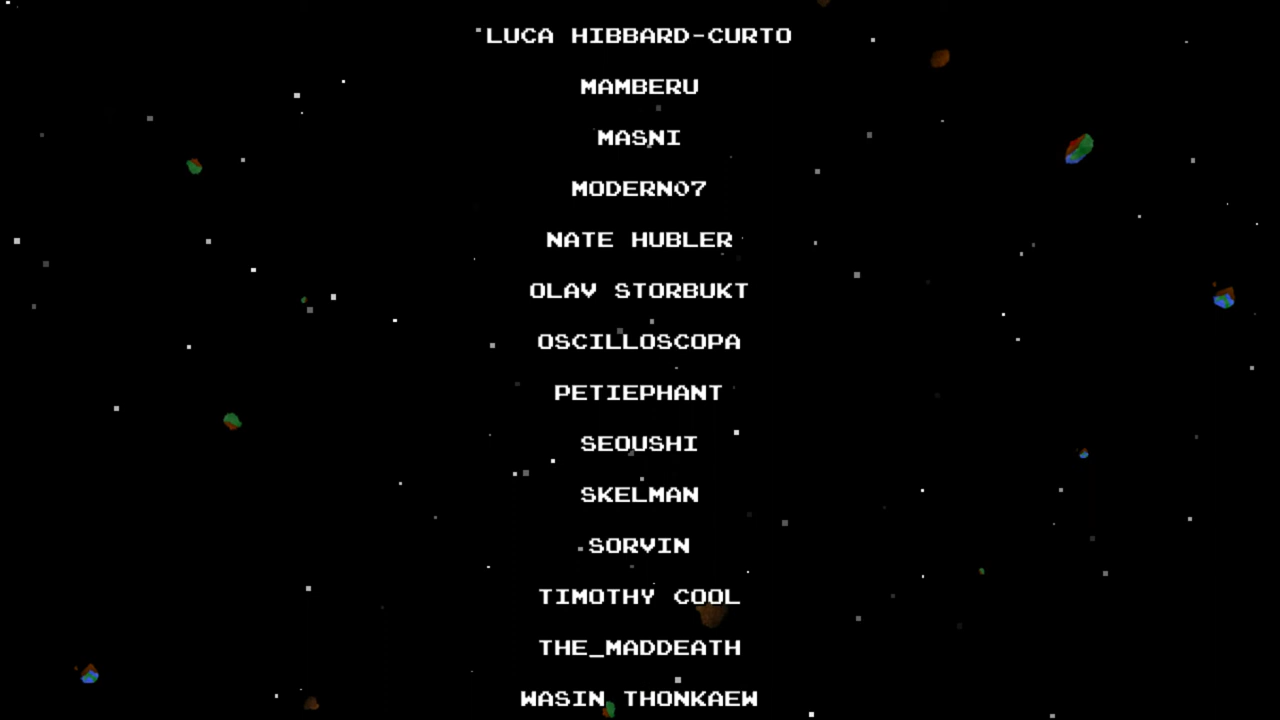 LUCA HIBBARD-CURTO
MAMBERU
MASNI
MODERN07
NATE HUBLER
OLAV STORBUKT
OSCILLOSCOPA
PETIEPHANT
SEOUSHI
SKELMAN
SORVIN
TIMOTHY COOL
THE_MADDEATH
WASIN THONKAEW